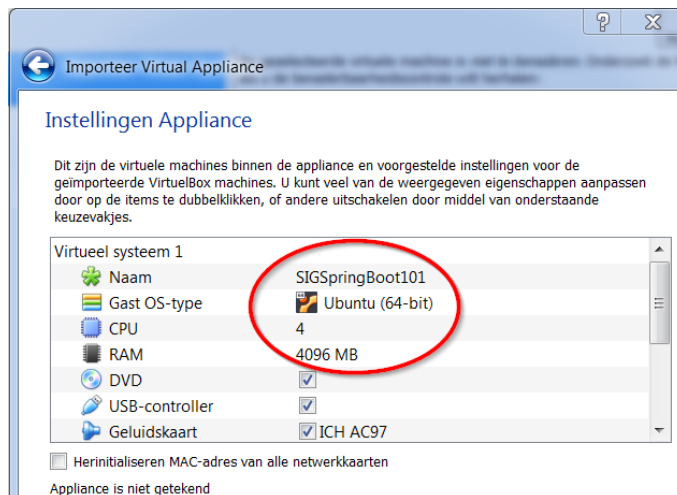 Importeer Virtual Appliance
Instellingen Appliance
Dit zijn de virtuele machines binnen de appliance en voorgestelde instellingen voor de
geïmporteerde VirtuelBox machines. U kunt veel van de weergegeven eigenschappen aanpassen
door op de items te dubbelklikken, of andere uitschakelen door middel van onderstaande
keuzevakjes.
Virtueel systeem 1
Naam SIGSpringBoot101
Gast OS-type Ubuntu (64-bit)
CPU 4
RAM 4096 MB
DVD
USB-controller
Geluidskaart ICH AC97
Herinitialiseren MAC-adres van alle netwerkkaarten
Appliance is niet getekend